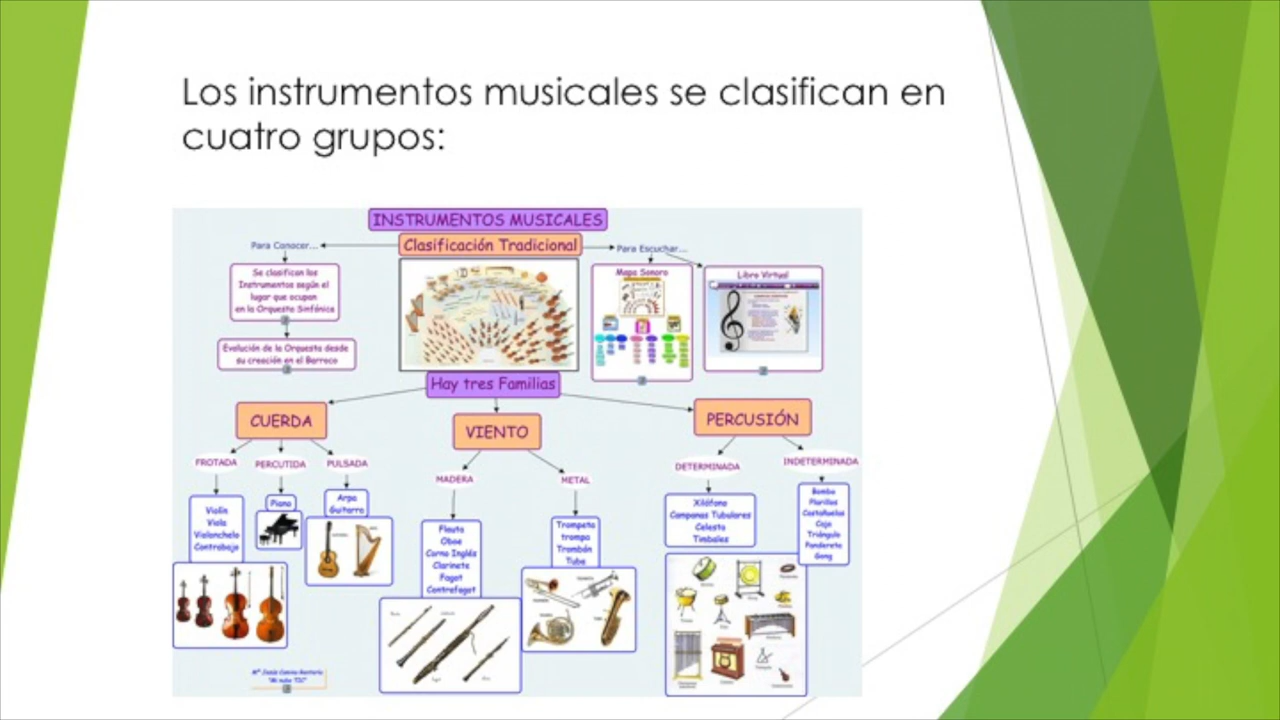 Los instrumentos musicales se clasifican en
cuatro grupos:
INSTRUMENTOS MUSICALES
Para Conocer...
Clasificación Tradicional
Para Escuchar...
Se clasifican los
Instrumentos según el
lugar que ocupan
en la Orquesta Sinfónica
Evolución de la Orquesta desde
su creación en el Barroco
Mapa Sonoro
Libro Virtual
Hay tres Familias
CUERDA
VIENTO
PERCUSIÓN
FROTADA
PERCUTIDA
PULSADA
MADERA
METAL
DETERMINADA
INDETERMINADA
Violín
Viola
Violonchelo
Contrabajo
Piano
Arpa
Guitarra
Flauta
Oboe
Corno Inglés
Clarinete
Fagot
Contrafagot
Trompeta
trompa
Trombón
Tuba
Xilófono
Campanas Tubulares
Celesta
Timbales
Bombo
Platillos
Castañuelas
Caja
Triángulo
Pandereta
Gong
"Mi nube TIC"